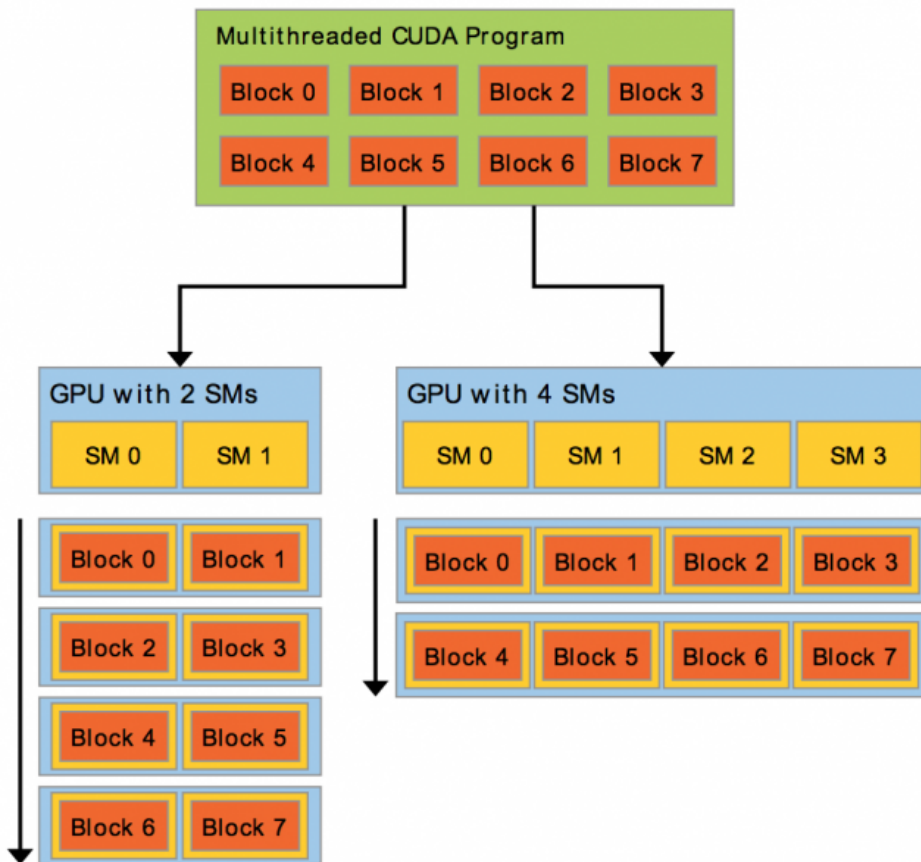 Multithreaded CUDA Program
Block 0 Block 1 Block 2 Block 3
Block 4 Block 5 Block 6 Block 7
GPU with 2 SMs
SM 0 SM 1
Block 0 Block 1
Block 2 Block 3
Block 4 Block 5
Block 6 Block 7
GPU with 4 SMs
SM 0 SM 1 SM 2 SM 3
Block 0 Block 1 Block 2 Block 3
Block 4 Block 5 Block 6 Block 7